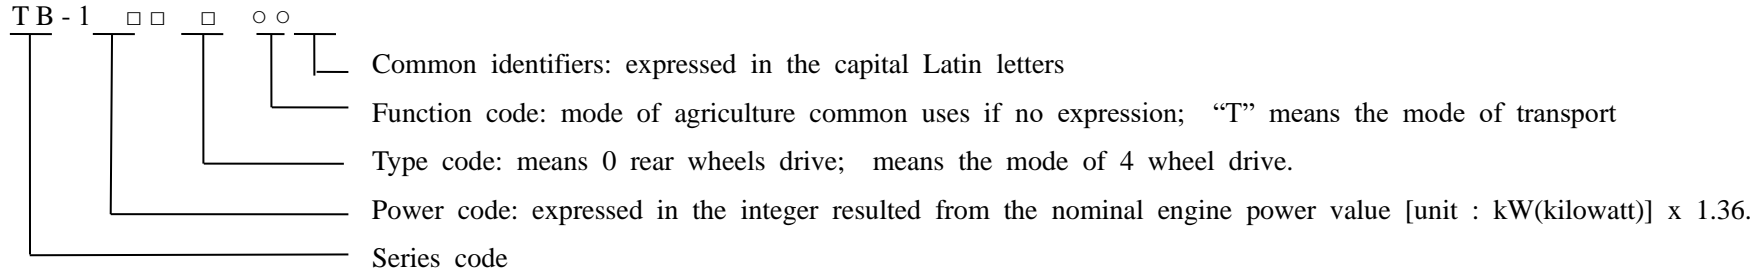 TB-1 □□ □ ○○
Common identifiers: expressed in the capital Latin letters
Function code: mode of agriculture common uses if no expression; “T” means the mode of transport
Type code: means 0 rear wheels drive; means the mode of 4 wheel drive.
Power code: expressed in the integer resulted from the nominal engine power value [unit : kW(kilowatt)] x 1.36.
Series code